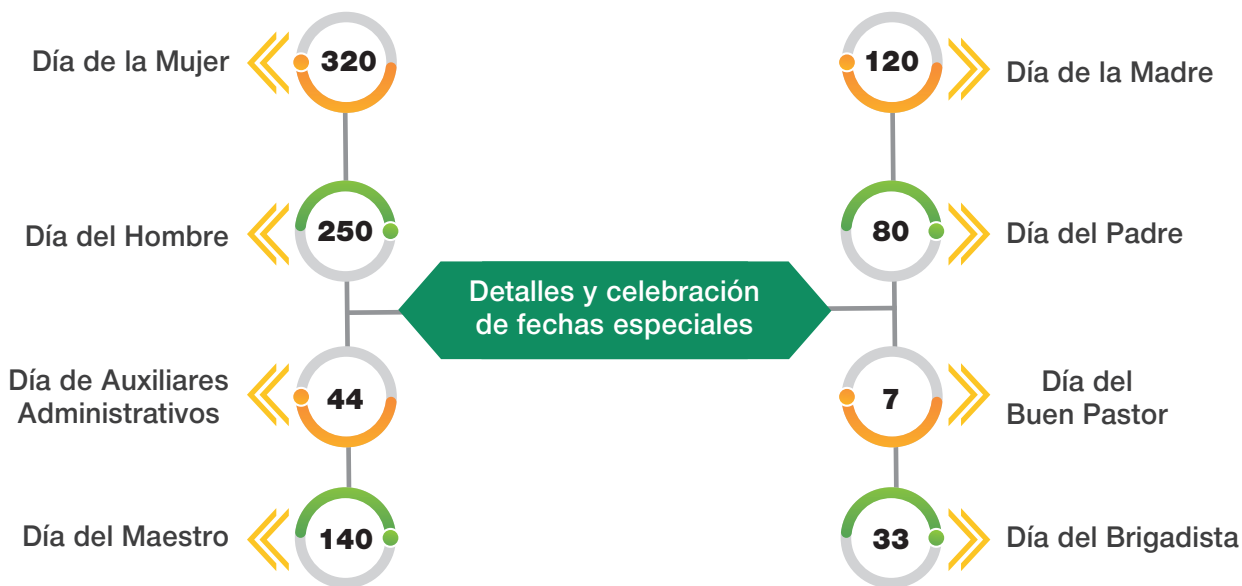 Día de la Mujer
320
Día del Hombre
250
Día de Auxiliares
Administrativos
44
Día del Maestro
140
Detalles y celebración
de fechas especiales
120
Día de la Madre
80
Día del Padre
7
Día del
Buen Pastor
33
Día del Brigadista